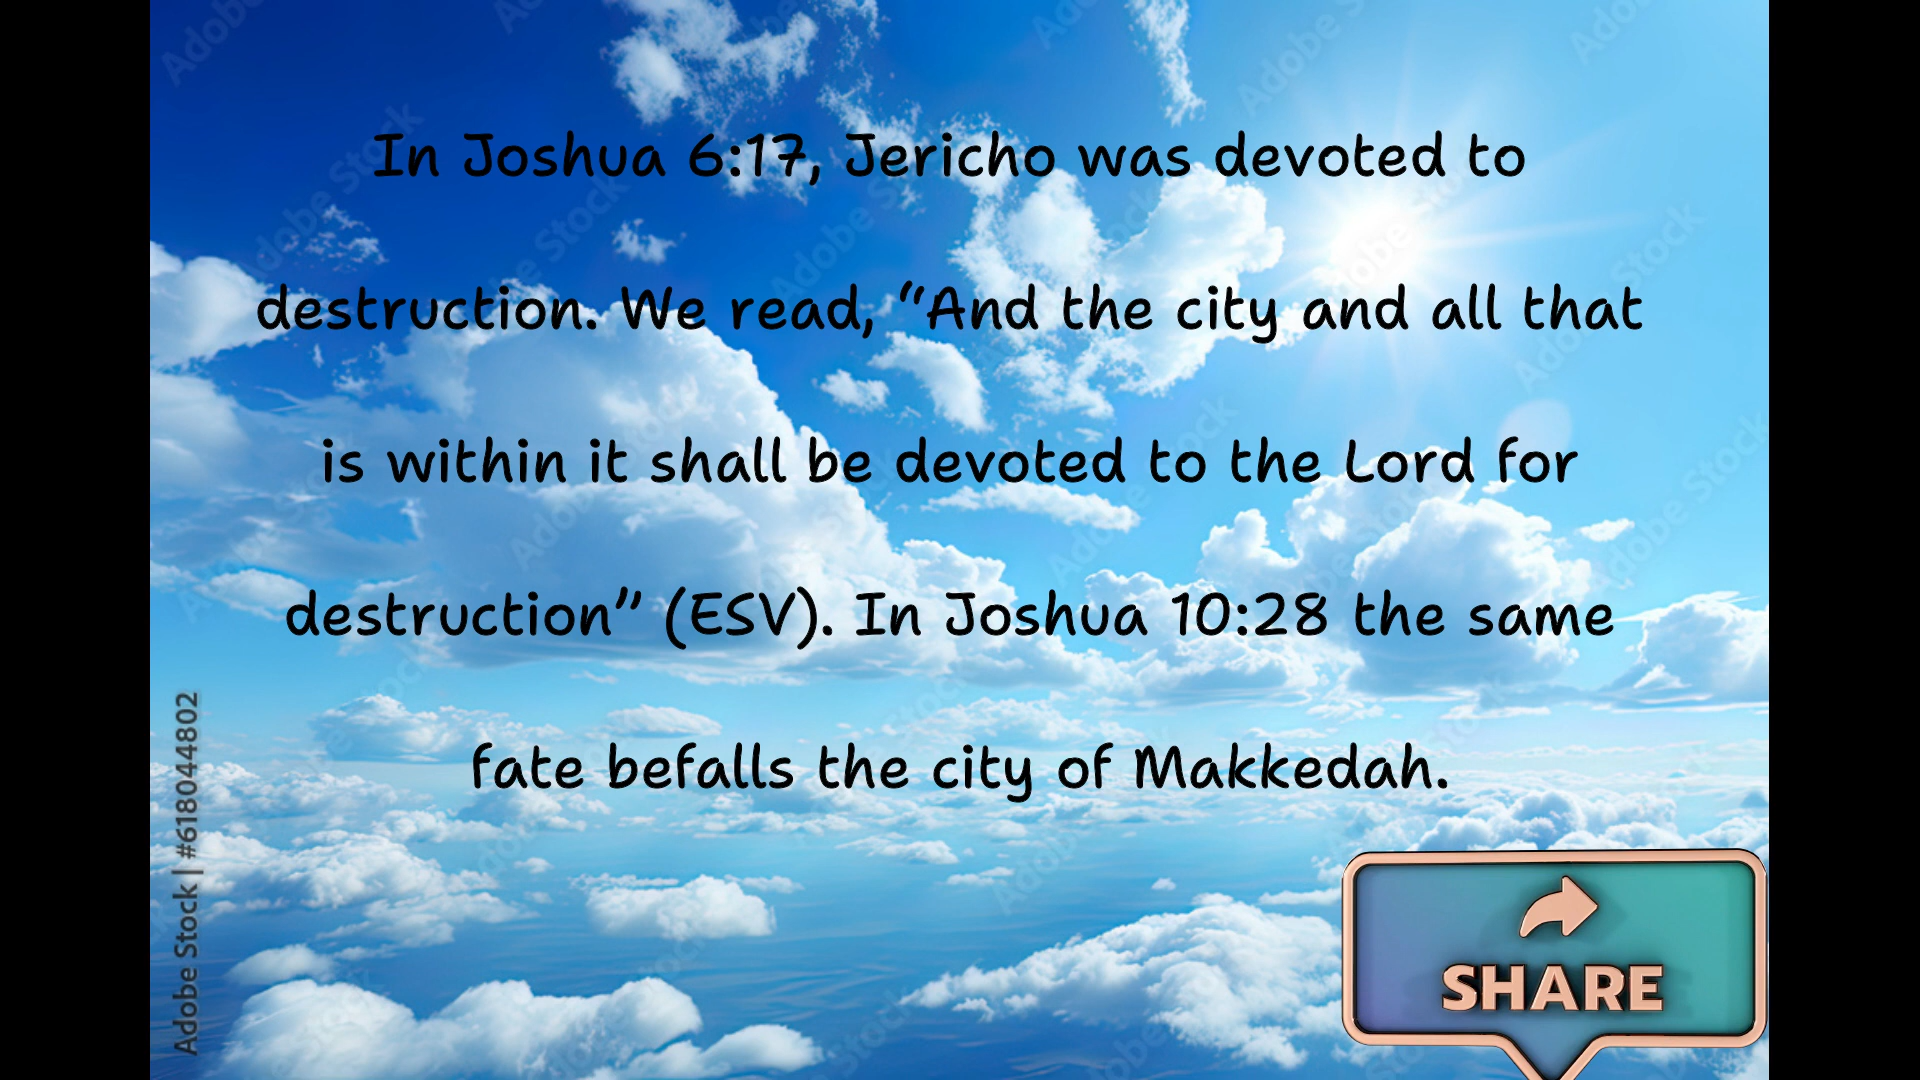 In Joshua 6:17, Jericho was devoted to
destruction. We read, “And the city and all that
is within it shall be devoted to the Lord for
destruction” (ESV). In Joshua 10:28 the same
fate befalls the city of Makkedah.
SHARE
Adobe Stock | #618044802